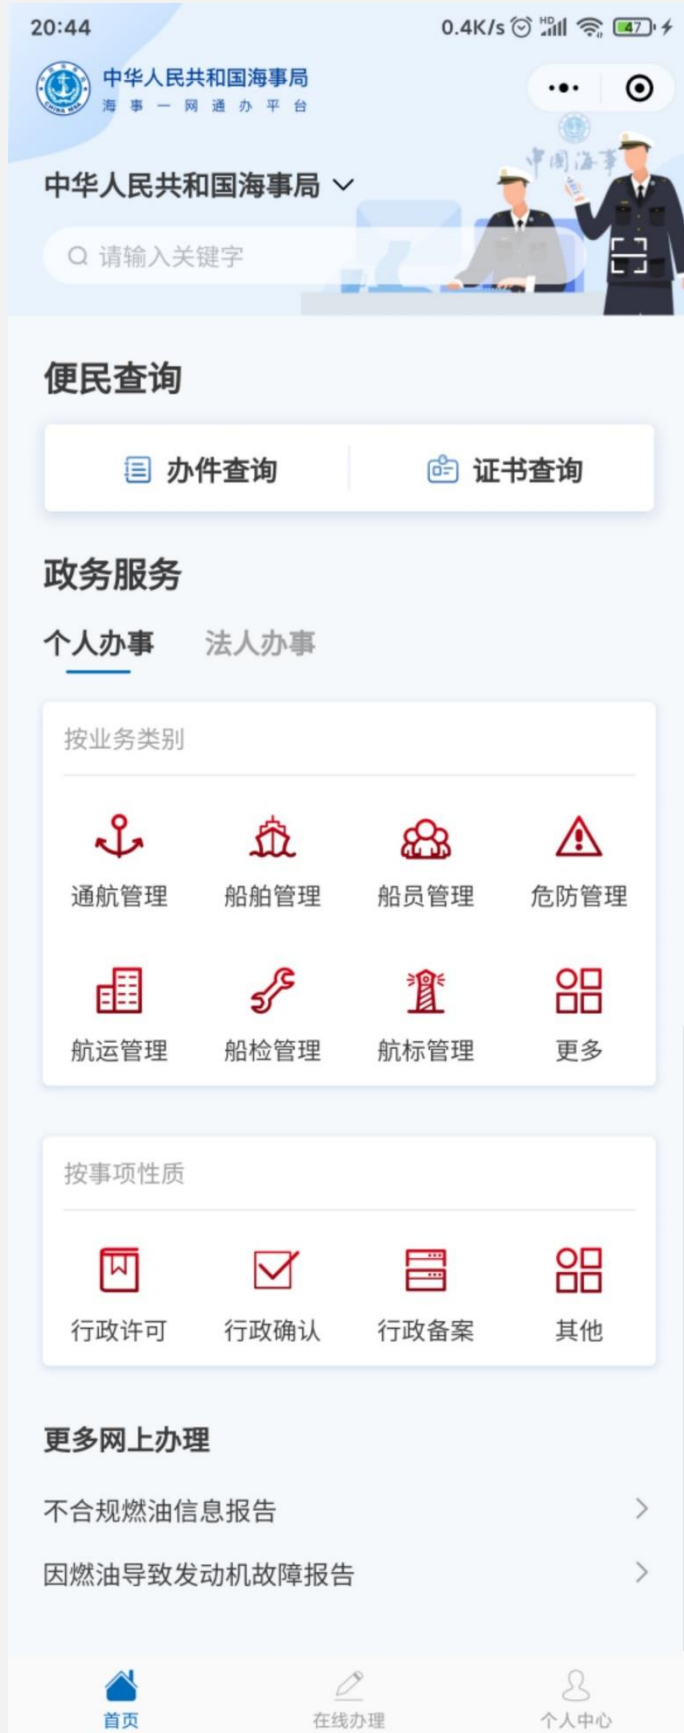 20:44
0.4K/s HD 47
中华人民共和国海事局
海事一网通办平台
CHINA MSA
中国海事
中华人民共和国海事局
请输入关键字
便民查询
办件查询 证书查询
政务服务
个人办事 法人办事
按业务类别
通航管理 船舶管理 船员管理 危防管理
航运管理 船检管理 航标管理 更多
按事项性质
行政许可 行政确认 行政备案 其他
更多网上办理
不合规燃油信息报告
因燃油导致发动机故障报告
首页 在线办理 个人中心